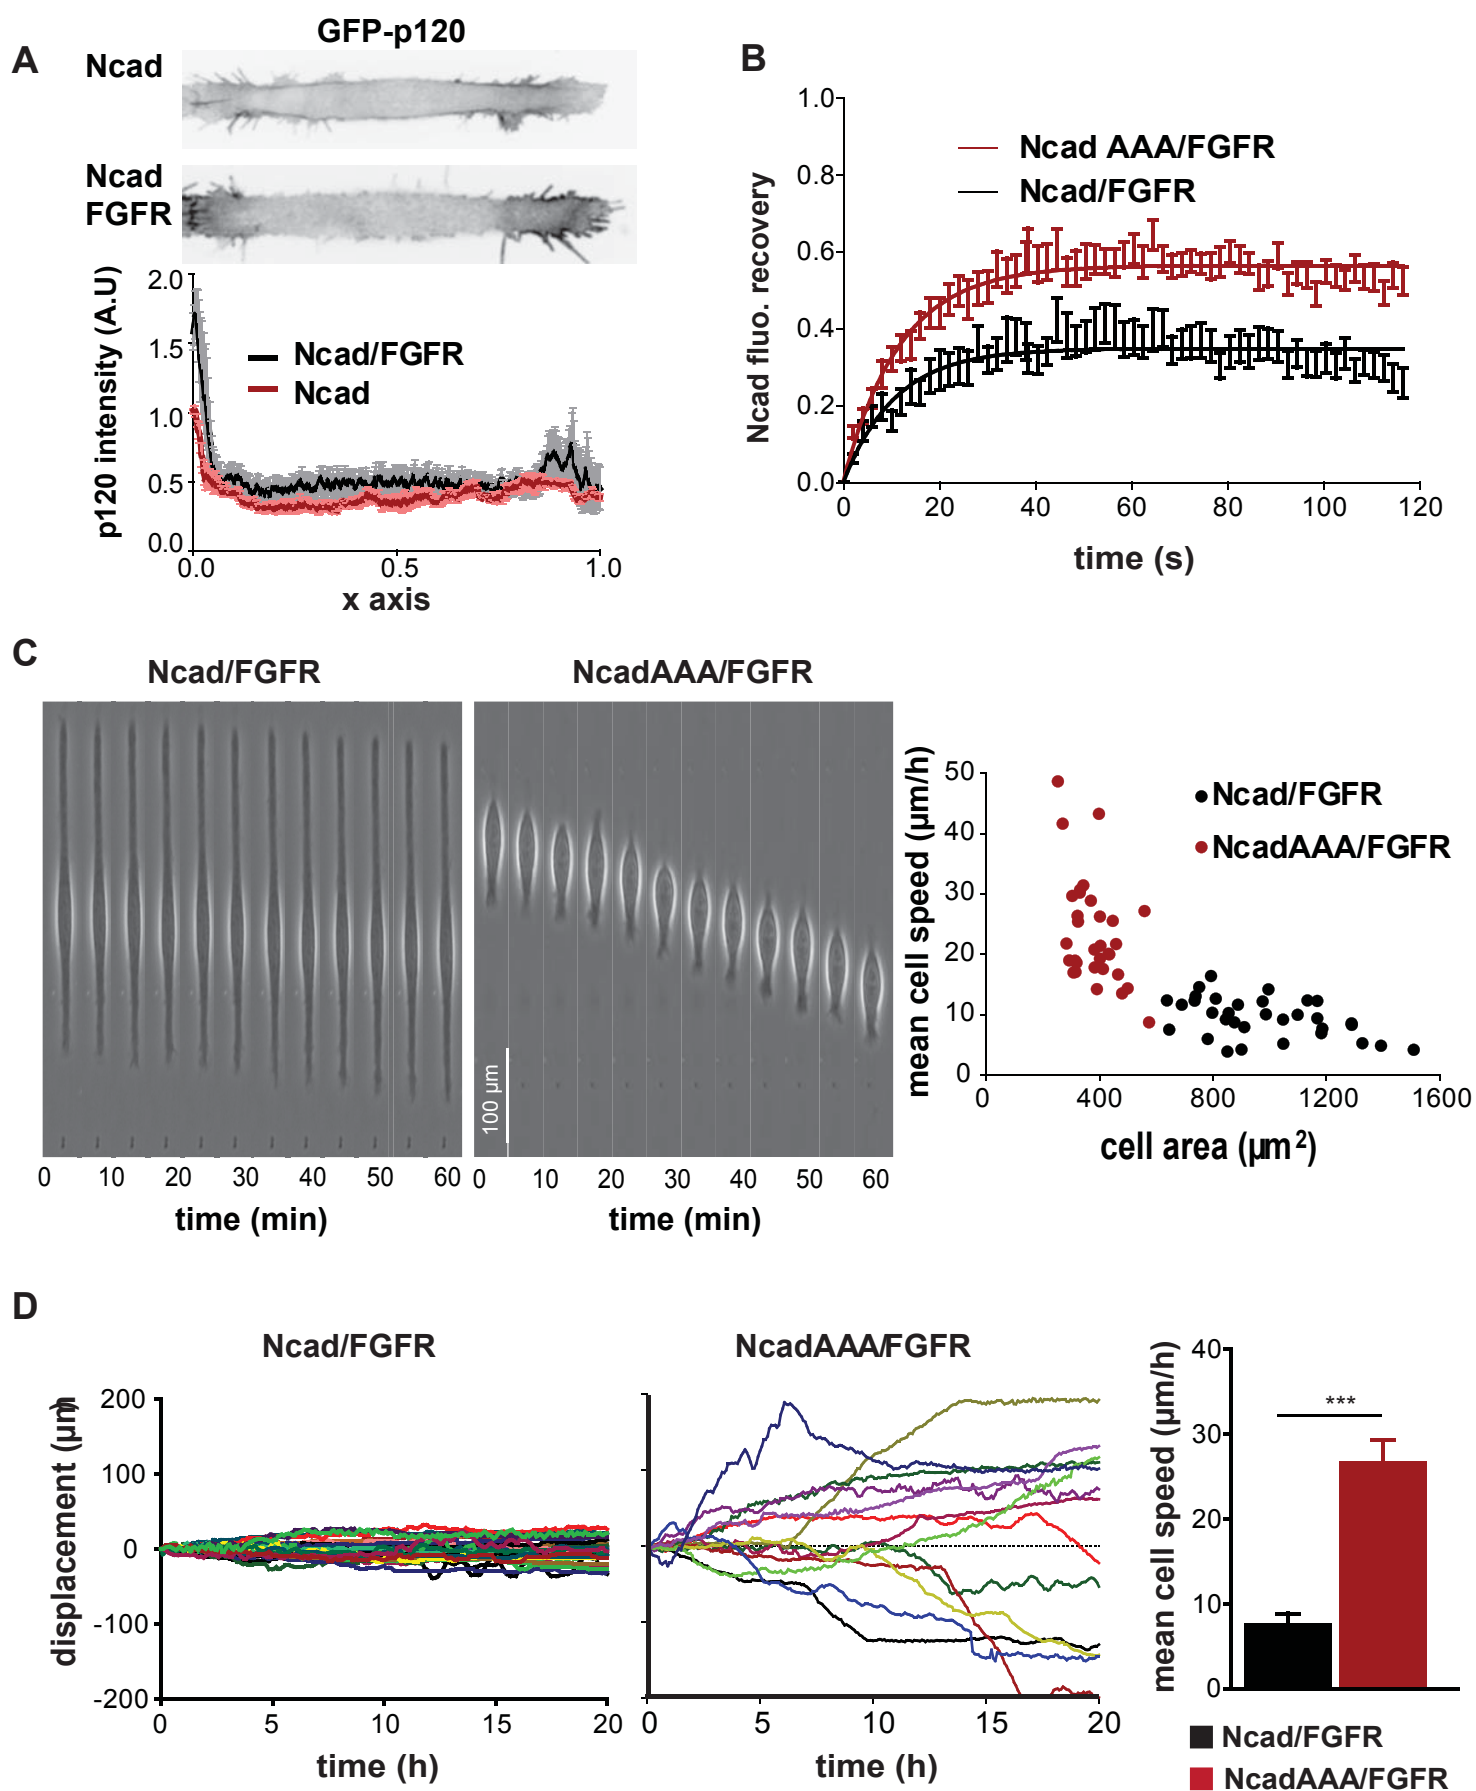 A
GFP-p120
Ncad
Ncad
FGFR
p120 intensity (A.U)
2.0
1.5
1.0
0.5
0.0
Ncad/FGFR
Ncad
0.0 0.5 1.0
x axis
B
Ncad fluo. recovery
1.0
0.8
0.6
0.4
0.2
0.0
Ncad AAA/FGFR
Ncad/FGFR
0 20 40 60 80 100 120
time (s)
C
Ncad/FGFR
0 10 20 30 40 50 60
time (min)
NcadAAA/FGFR
100 µm
0 10 20 30 40 50 60
time (min)
mean cell speed (µm/h)
50
40
30
20
10
0
Ncad/FGFR
NcadAAA/FGFR
0 400 800 1200 1600
cell area (µm²)
D
Ncad/FGFR
displacement (µm)
200
100
0
-100
-200
0 5 10 15 20
time (h)
NcadAAA/FGFR
0 5 10 15 20
time (h)
mean cell speed (µm/h)
40
30
20
10
0
***
Ncad/FGFR
NcadAAA/FGFR